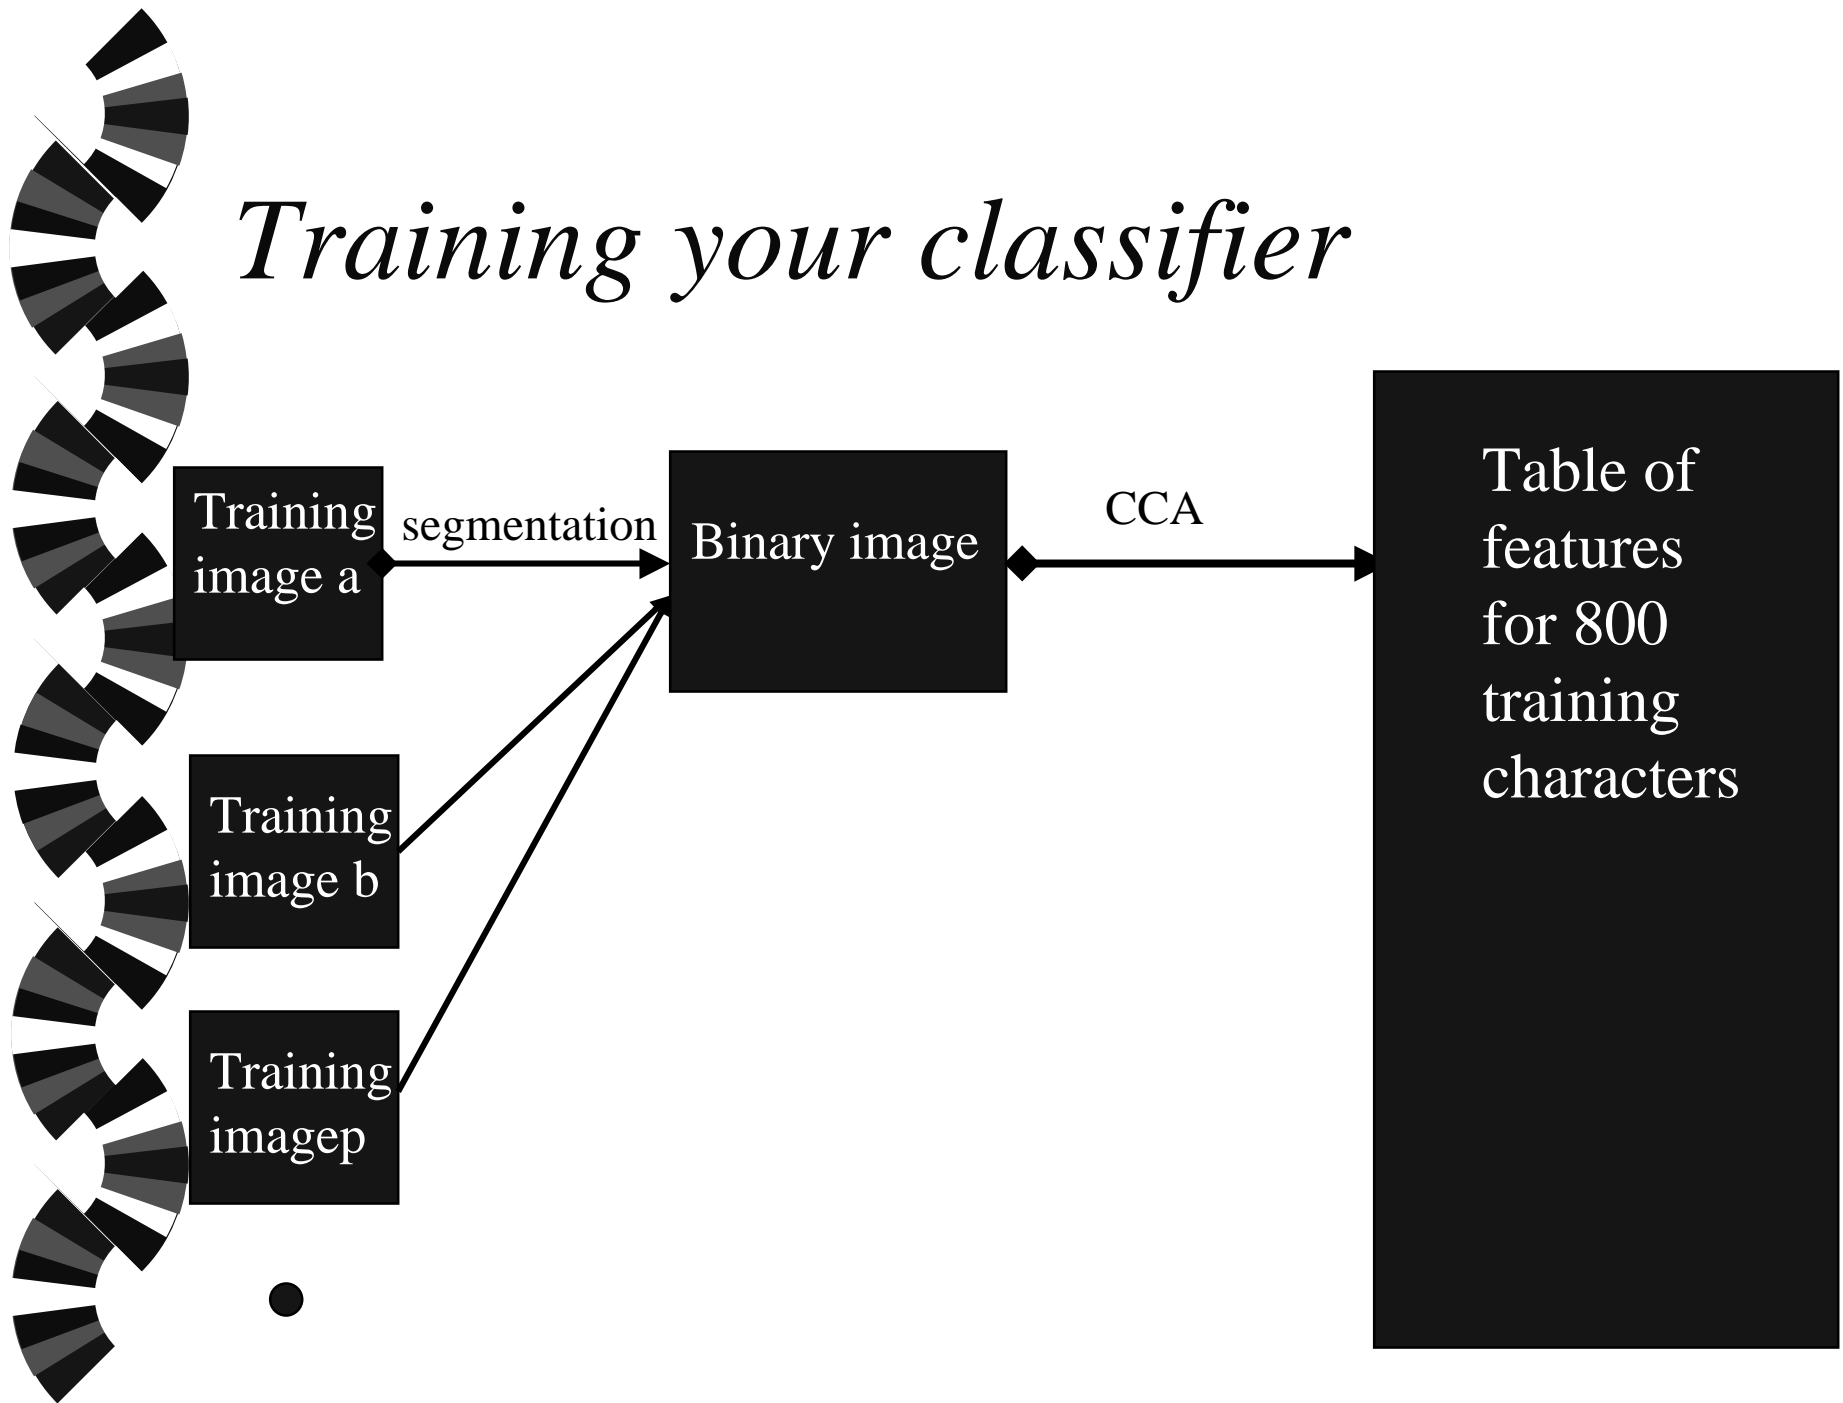 Training your classifier
Training
image a
segmentation
Binary image
CCA
Table of
features
for 800
training
characters
Training
image b
Training
imagep